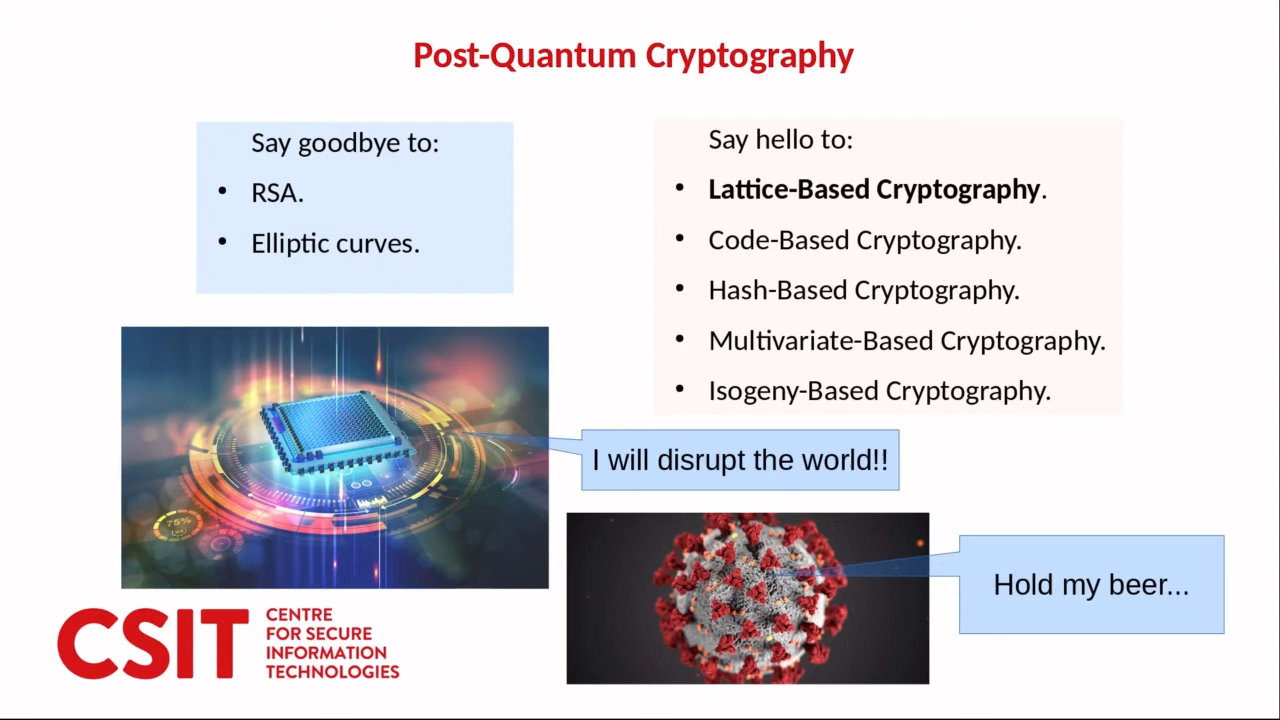 Post-Quantum Cryptography
Say goodbye to:
• RSA.
• Elliptic curves.
Say hello to:
• Lattice-Based Cryptography.
• Code-Based Cryptography.
• Hash-Based Cryptography.
• Multivariate-Based Cryptography.
• Isogeny-Based Cryptography.
I will disrupt the world!!
75%
Hold my beer...
CSIT
CENTRE
FOR SECURE
INFORMATION
TECHNOLOGIES